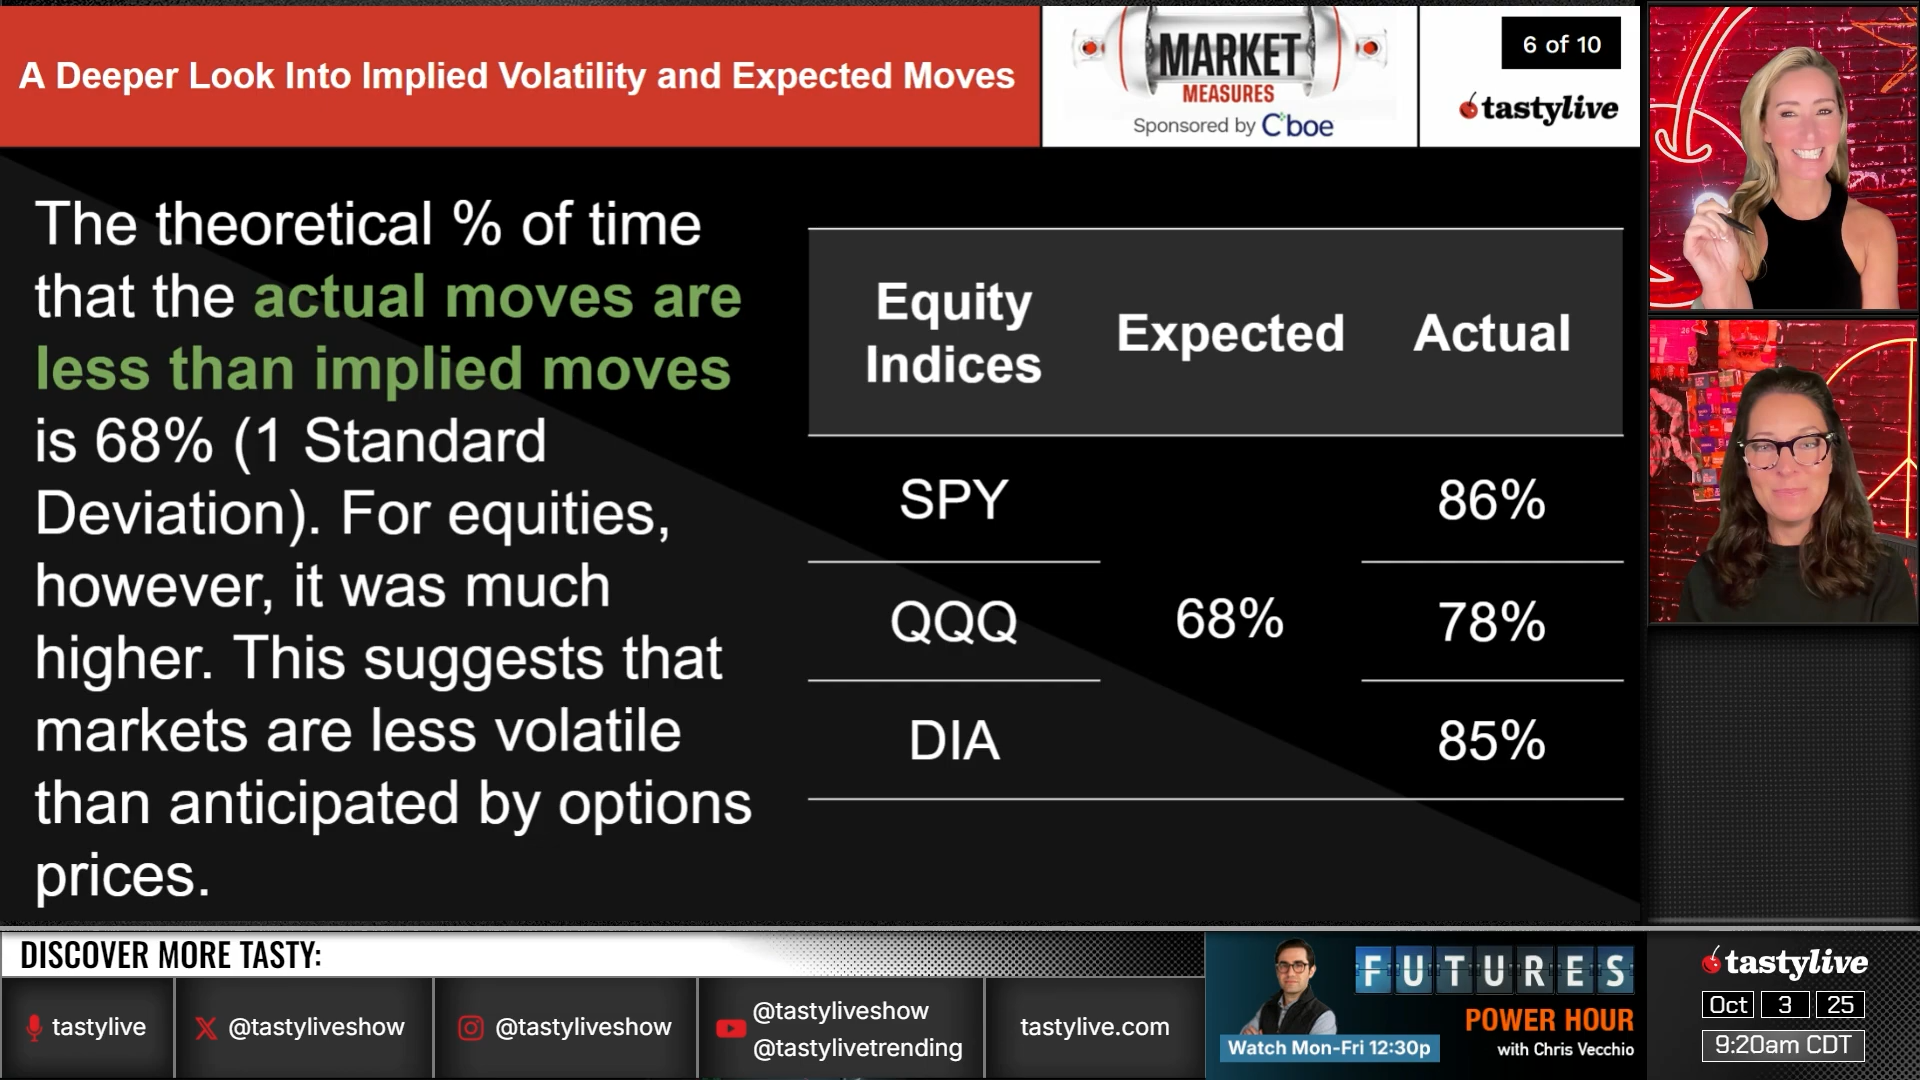 A Deeper Look Into Implied Volatility and Expected Moves
MARKET
MEASURES
Sponsored by Cboe
6 of 10
tastylive
The theoretical % of time
that the actual moves are
less than implied moves
is 68% (1 Standard
Deviation). For equities,
however, it was much
higher. This suggests that
markets are less volatile
than anticipated by options
prices.
Equity Indices Expected Actual
SPY 86%
QQQ 68% 78%
DIA 85%
DISCOVER MORE TASTY:
tastylive
@tastyliveshow
@tastyliveshow
@tastyliveshow
@tastylivetrending
tastylive.com
FUTURES
POWER HOUR
with Chris Vecchio
Watch Mon-Fri 12:30p
tastylive
Oct 3 25
9:20am CDT